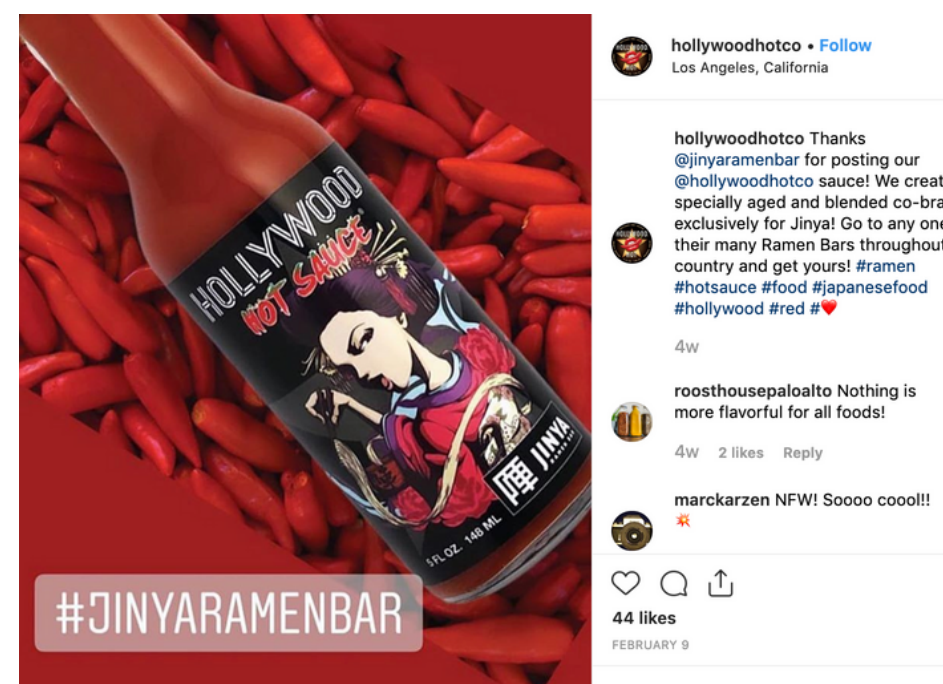 HOLLYWOOD
HOT SAUCE
陣 JINYA
RAMEN BAR
5 FL OZ. 148 ML
#JINYARAMENBAR
hollywoodhotco • Follow
Los Angeles, California
hollywoodhotco Thanks
@jinyaramenbar for posting our
@hollywoodhotco sauce! We creat
specially aged and blended co-bra
exclusively for Jinya! Go to any one
their many Ramen Bars throughout
country and get yours! #ramen
#hotsauce #food #japanesefood
#hollywood #red #❤️
4w
roosthousepaloalto Nothing is
more flavorful for all foods!
4w 2 likes Reply
marckarzen NFW! Soooo coool!!
💥
44 likes
FEBRUARY 9